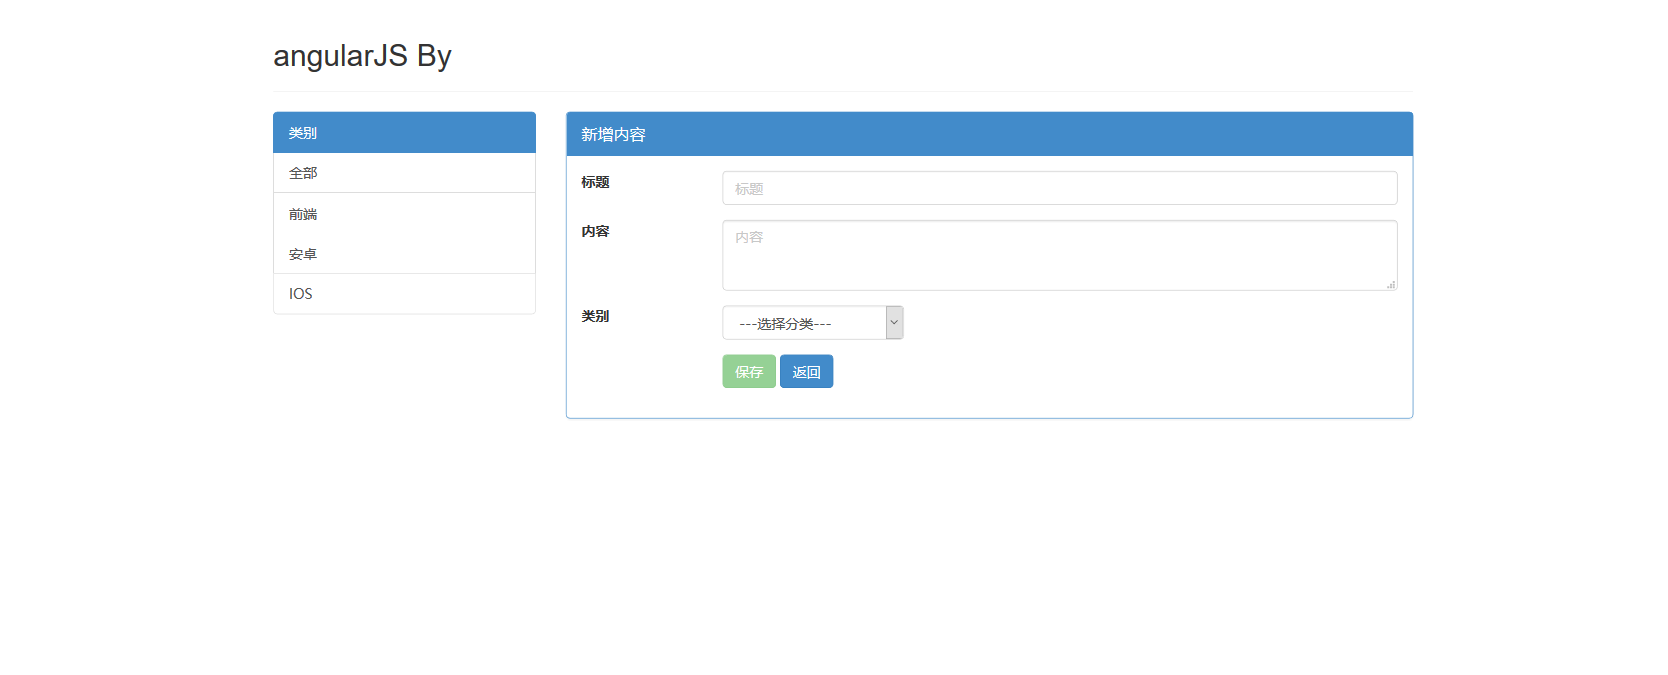 angularJS By
类别
全部
前端
安卓
IOS
新增内容
标题
标题
内容
内容
类别
---选择分类---
保存 返回